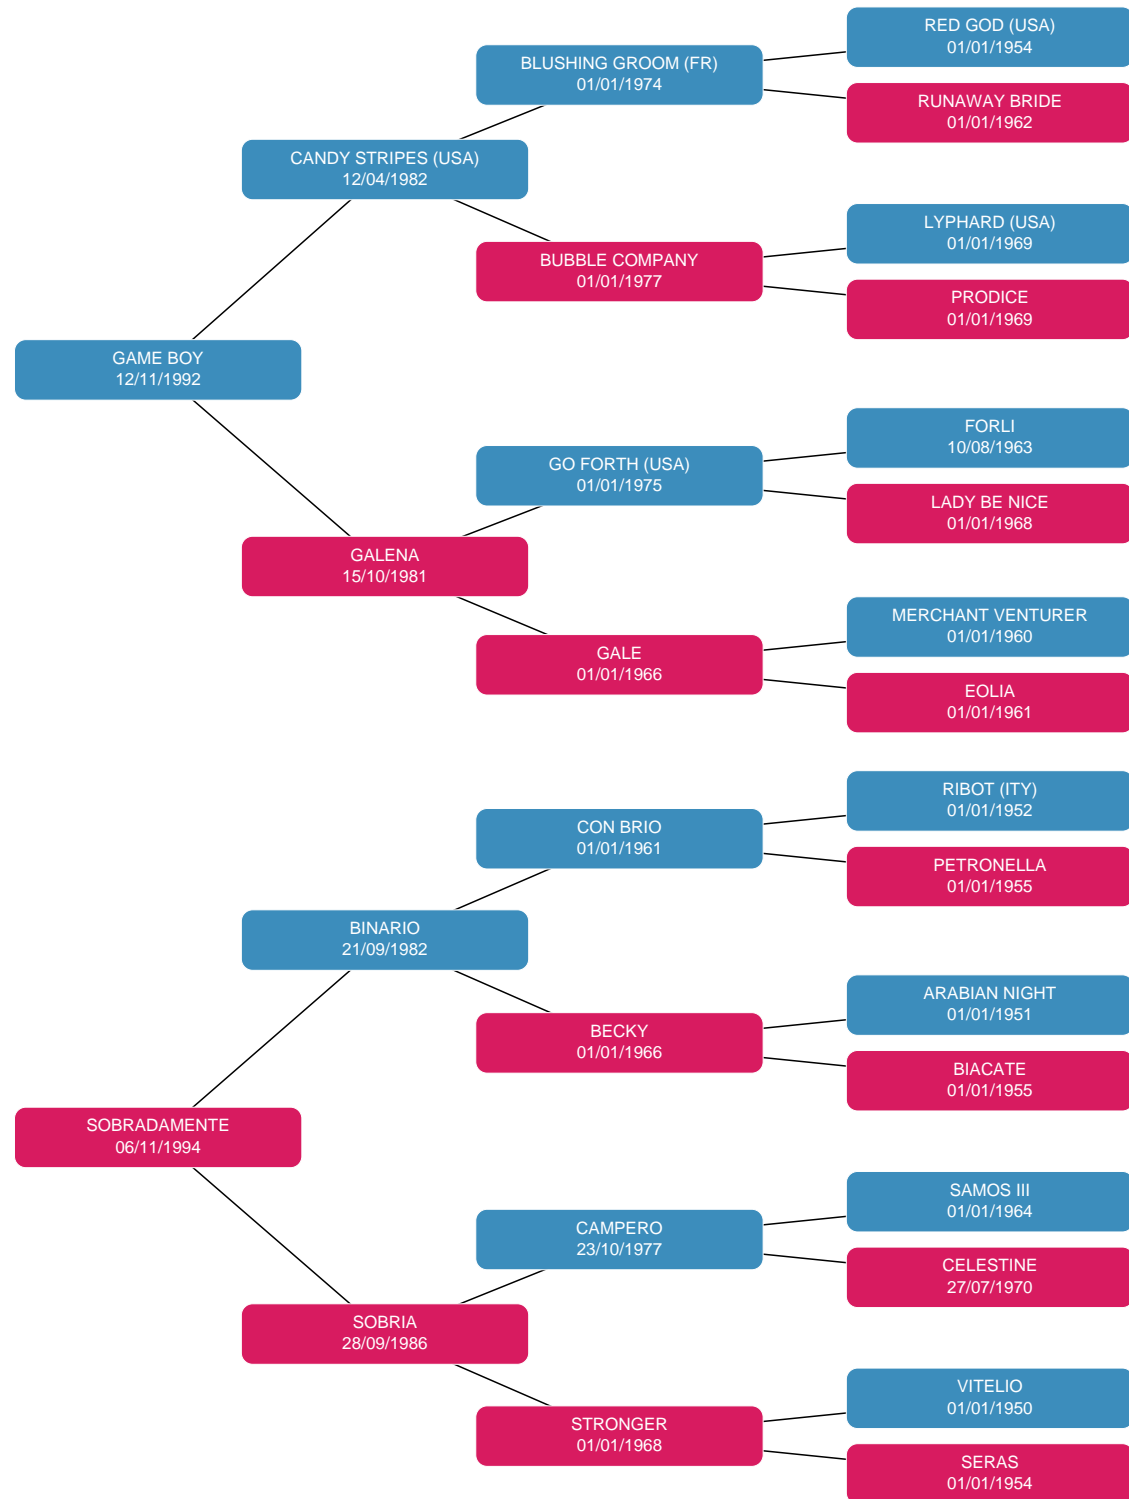 RED GOD (USA)
01/01/1954
BLUSHING GROOM (FR)
01/01/1974
RUNAWAY BRIDE
01/01/1962
CANDY STRIPES (USA)
12/04/1982
LYPHARD (USA)
01/01/1969
BUBBLE COMPANY
01/01/1977
PRODICE
01/01/1969
GAME BOY
12/11/1992
FORLI
10/08/1963
GO FORTH (USA)
01/01/1975
LADY BE NICE
01/01/1968
GALENA
15/10/1981
MERCHANT VENTURER
01/01/1960
GALE
01/01/1966
EOLIA
01/01/1961
RIBOT (ITY)
01/01/1952
CON BRIO
01/01/1961
PETRONELLA
01/01/1955
BINARIO
21/09/1982
ARABIAN NIGHT
01/01/1951
BECKY
01/01/1966
BIACATE
01/01/1955
SOBRADAMENTE
06/11/1994
SAMOS III
01/01/1964
CAMPERO
23/10/1977
CELESTINE
27/07/1970
SOBRIA
28/09/1986
VITELIO
01/01/1950
STRONGER
01/01/1968
SERAS
01/01/1954